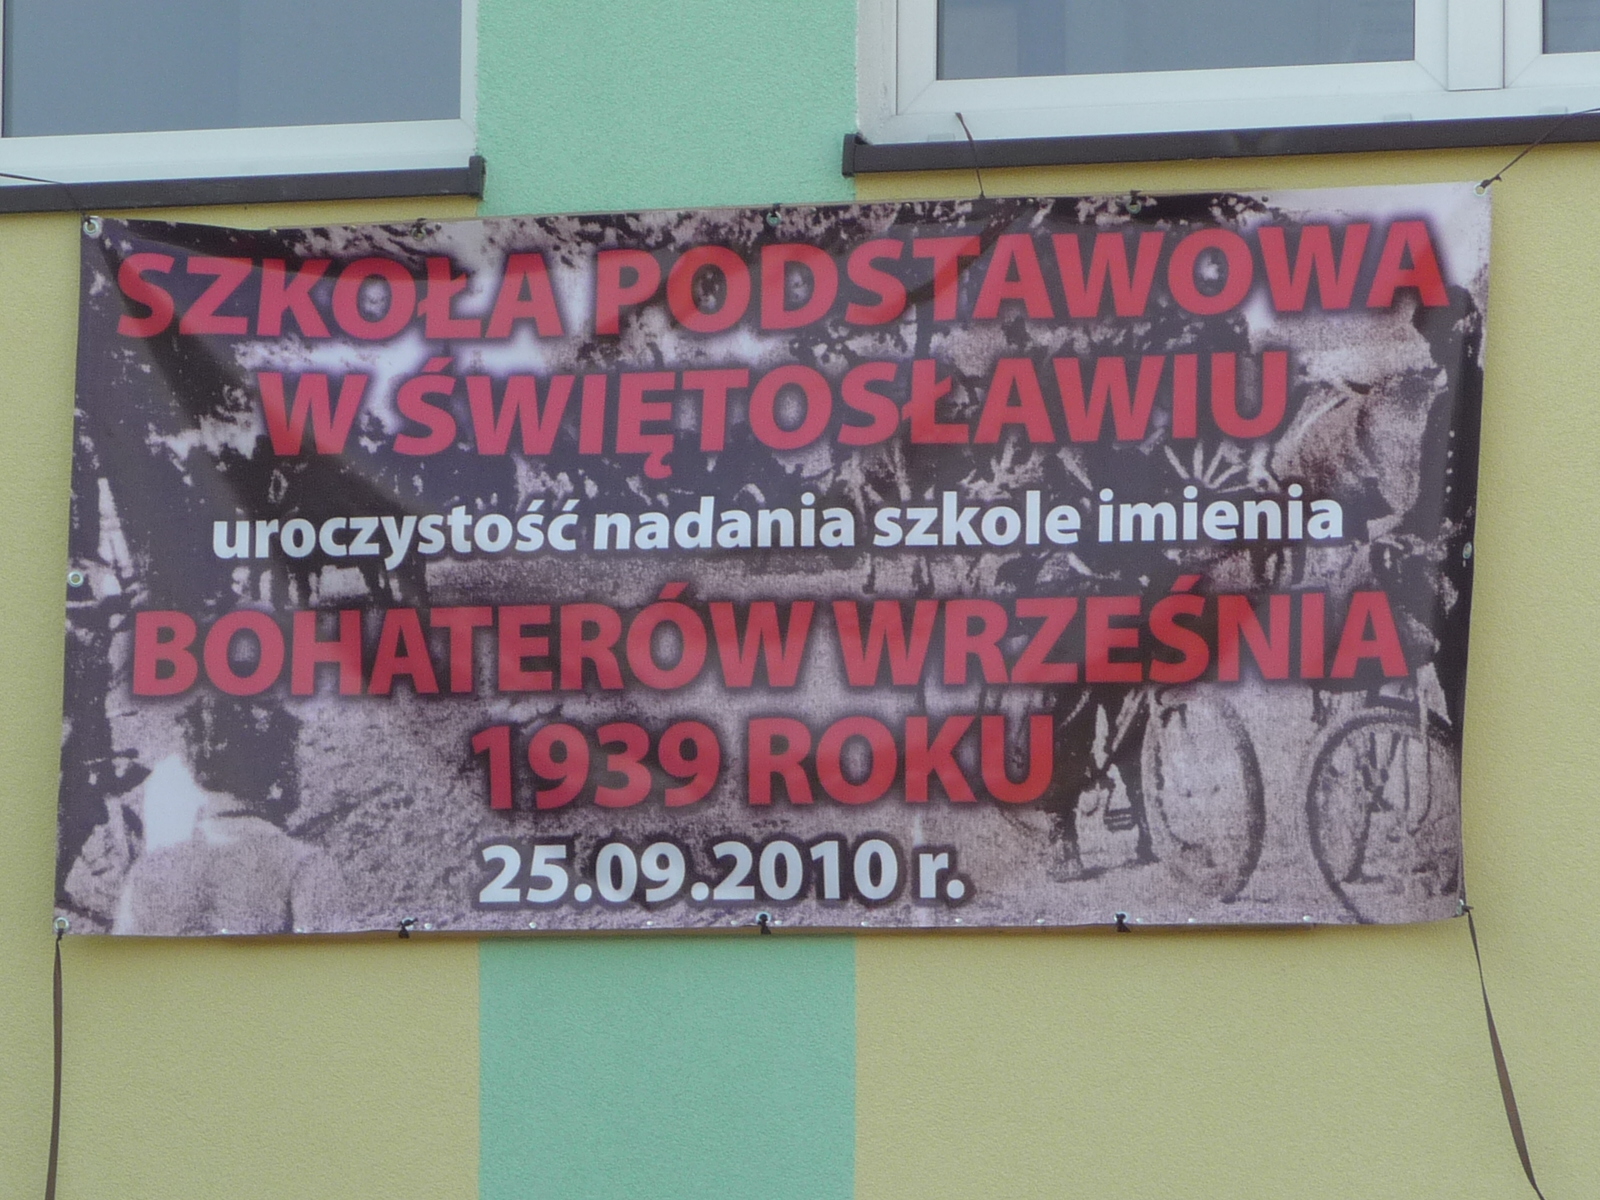 SZKOŁA PODSTAWOWA
W ŚWIĘTOSŁAWIU
uroczystość nadania szkole imienia
BOHATERÓW WRZEŚNIA
1939 ROKU
25.09.2010 r.